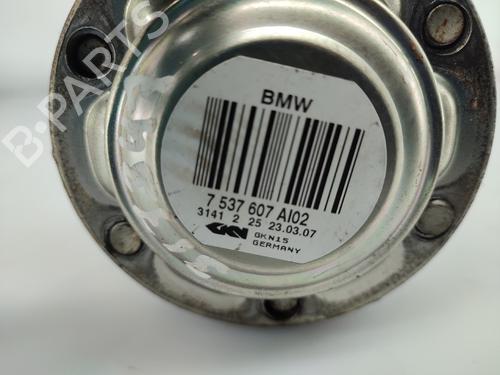 B-PARTS
BMW
7 537 607 AI02
3141 2 25 23.03.07
GKN GKN15
GERMANY